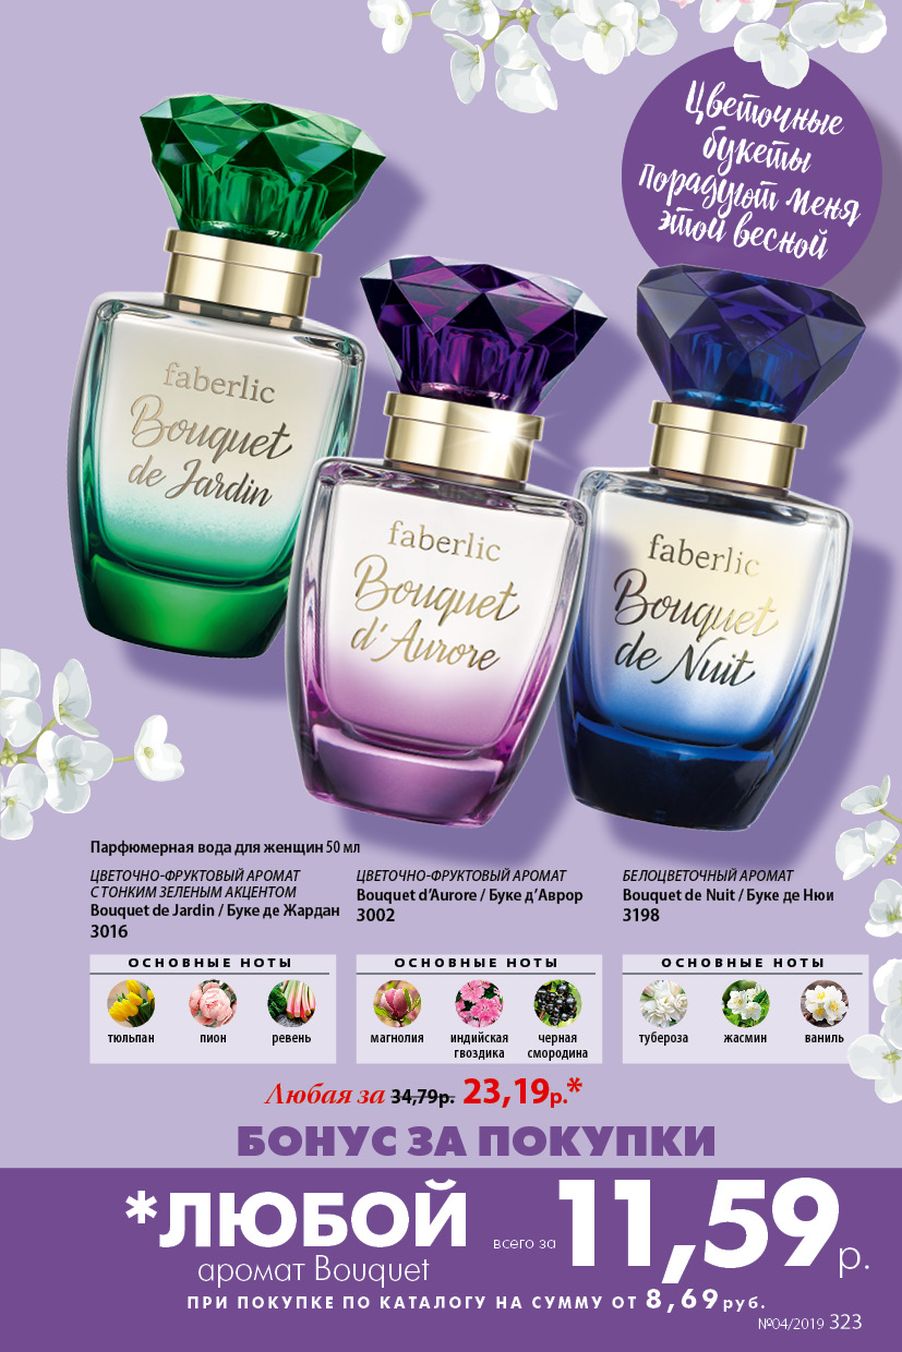 Цветочные
букеты
порадуют меня
этой весной
faberlic
Bouquet
de Jardin
faberlic
Bouquet
d'Aurore
faberlic
Bouquet
de Nuit
Парфюмерная вода для женщин 50 мл
ЦВЕТОЧНО-ФРУКТОВЫЙ АРОМАТ
С ТОНКИМ ЗЕЛЕНЫМ АКЦЕНТОМ
Bouquet de Jardin / Буке де Жардан
3016
ОСНОВНЫЕ НОТЫ
тюльпан
пион
ревень
ЦВЕТОЧНО-ФРУКТОВЫЙ АРОМАТ
Bouquet d'Aurore / Буке д'Аврор
3002
ОСНОВНЫЕ НОТЫ
магнолия
индийская
гвоздика
черная
смородина
БЕЛОЦВЕТОЧНЫЙ АРОМАТ
Bouquet de Nuit / Буке де Нюи
3198
ОСНОВНЫЕ НОТЫ
тубероза
жасмин
ваниль
Любая за 34,79р. 23,19р.*
БОНУС ЗА ПОКУПКИ
*ЛЮБОЙ
аромат Bouquet
всего за 11,59 р.
ПРИ ПОКУПКЕ ПО КАТАЛОГУ НА СУММУ ОТ 8,69 руб.
№04/2019 323